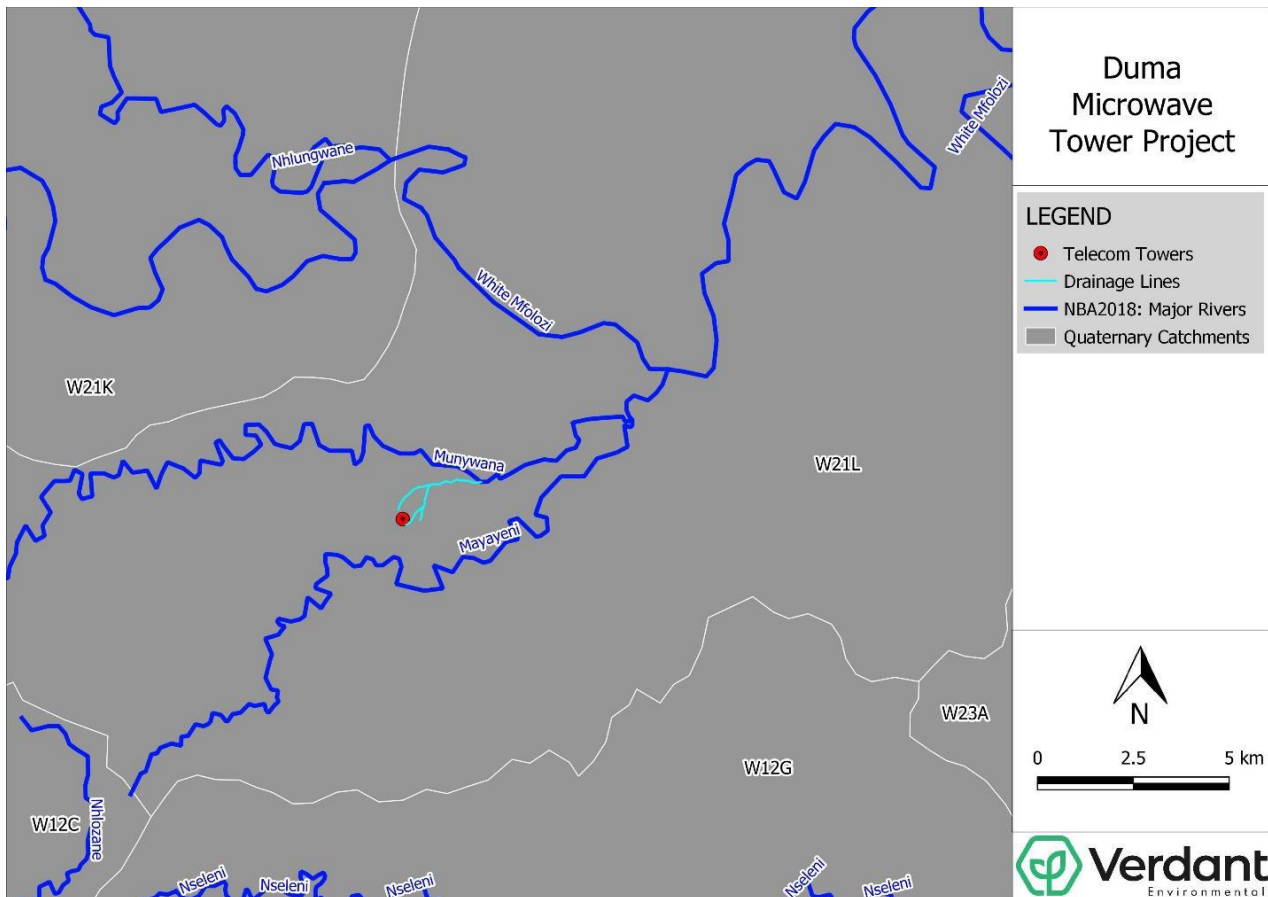 Duma
Microwave
Tower Project
LEGEND
Telecom Towers
Drainage Lines
NBA2018: Major Rivers
Quaternary Catchments
N
0 2.5 5 km
Verdant
Environmental
White Mfolozi
Nhlungwane
White Mfolozi
W21K
Munywana
W21L
Mayayeni
W23A
W12G
W12C
Nhlozane
Nseleni
Nseleni
Nseleni
Nseleni
Nseleni